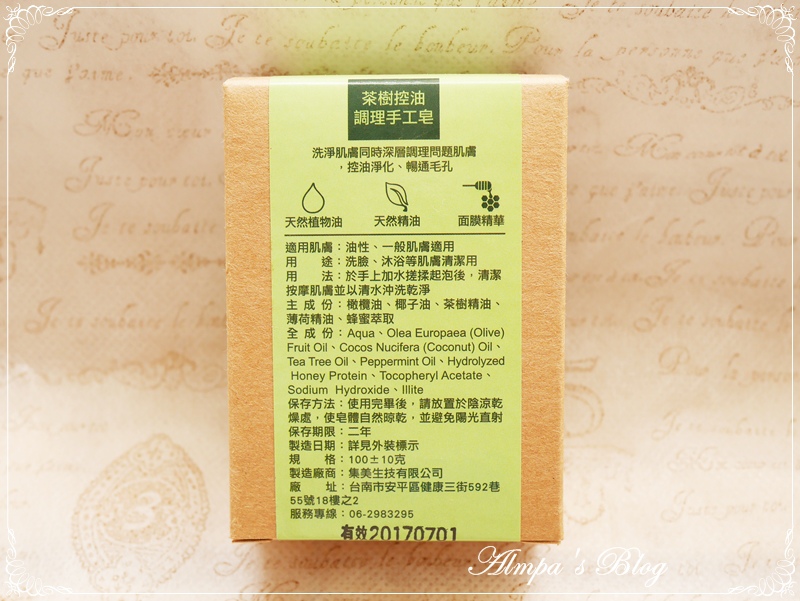 茶樹控油
調理手工皂
洗淨肌膚同時深層調理問題肌膚
，控油淨化、暢通毛孔
天然植物油 天然精油 面膜精華
適用肌膚：油性、一般肌膚適用
用　　途：洗臉、沐浴等肌膚清潔用
用　　法：於手上加水搓揉起泡後，清潔
按摩肌膚並以清水沖洗乾淨
主 成 份：橄欖油、椰子油、茶樹精油、
薄荷精油、蜂蜜萃取
全 成 份：Aqua、Olea Europaea (Olive)
Fruit Oil、Cocos Nucifera (Coconut) Oil、
Tea Tree Oil、Peppermint Oil、Hydrolyzed
Honey Protein、Tocopheryl Acetate、
Sodium Hydroxide、Illite
保存方法：使用完畢後，請放置於陰涼乾
燥處，使皂體自然晾乾，並避免陽光直射
保存期限：二年
製造日期：詳見外裝標示
規　　格：100±10克
製造廠商：集美生技有限公司
廠　　址：台南市安平區健康三街592巷
55號18樓之2
服務專線：06-2983295
有效20170701
Almpa's Blog